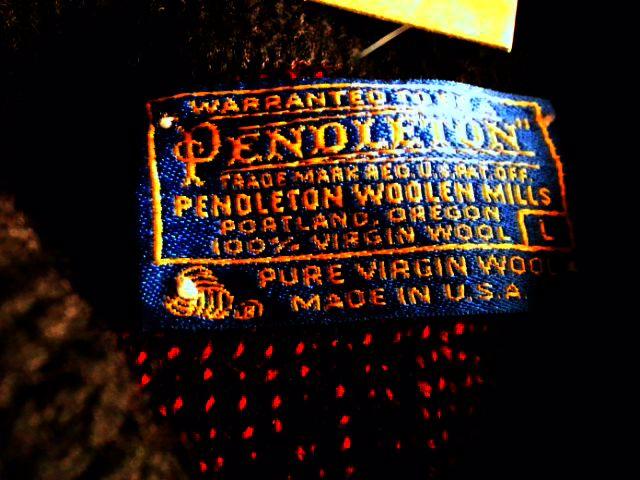 WARRANTED TO BE A
"PENDLETON"
TRADE MARK REG. U.S. PAT. OFF.
PENDLETON WOOLEN MILLS
PORTLAND, OREGON
100% VIRGIN WOOL
L
PURE VIRGIN WOOL
MADE IN U.S.A.